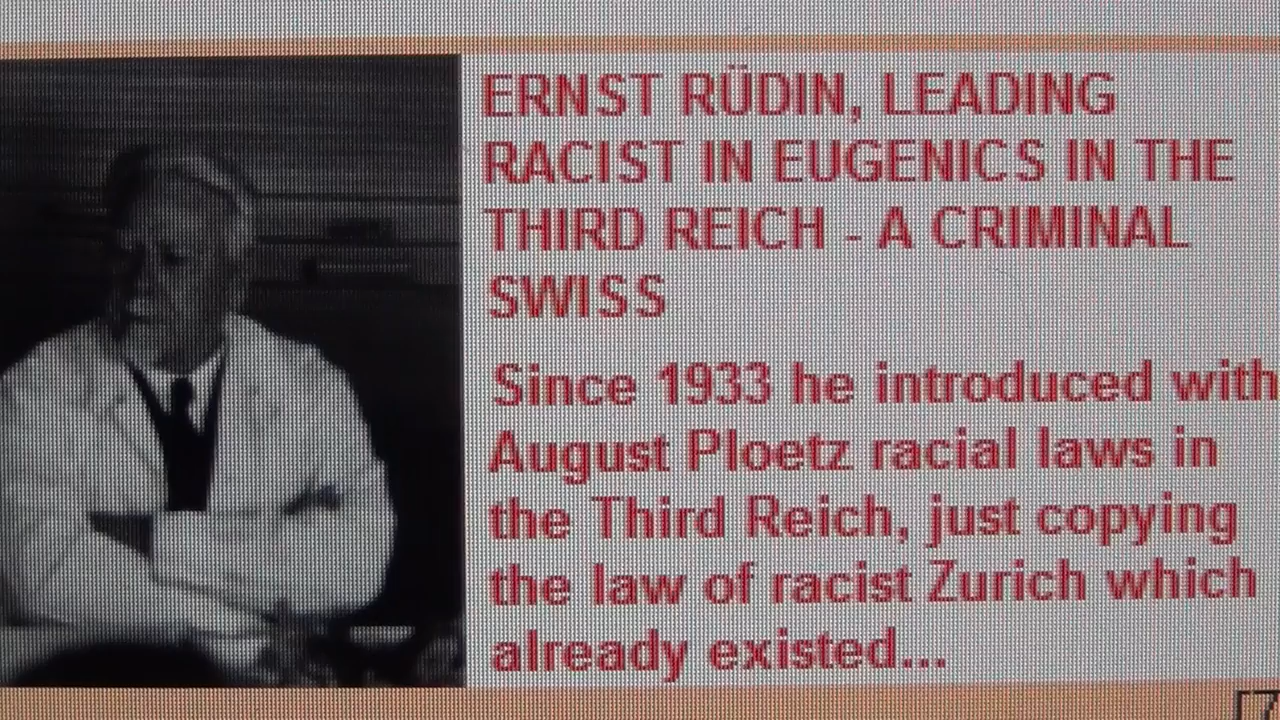 ERNST RÜDIN, LEADING
RACIST IN EUGENICS IN THE
THIRD REICH - A CRIMINAL
SWISS
Since 1933 he introduced with
August Ploetz racial laws in
the Third Reich, just copying
the law of racist Zurich which
already existed...
[7